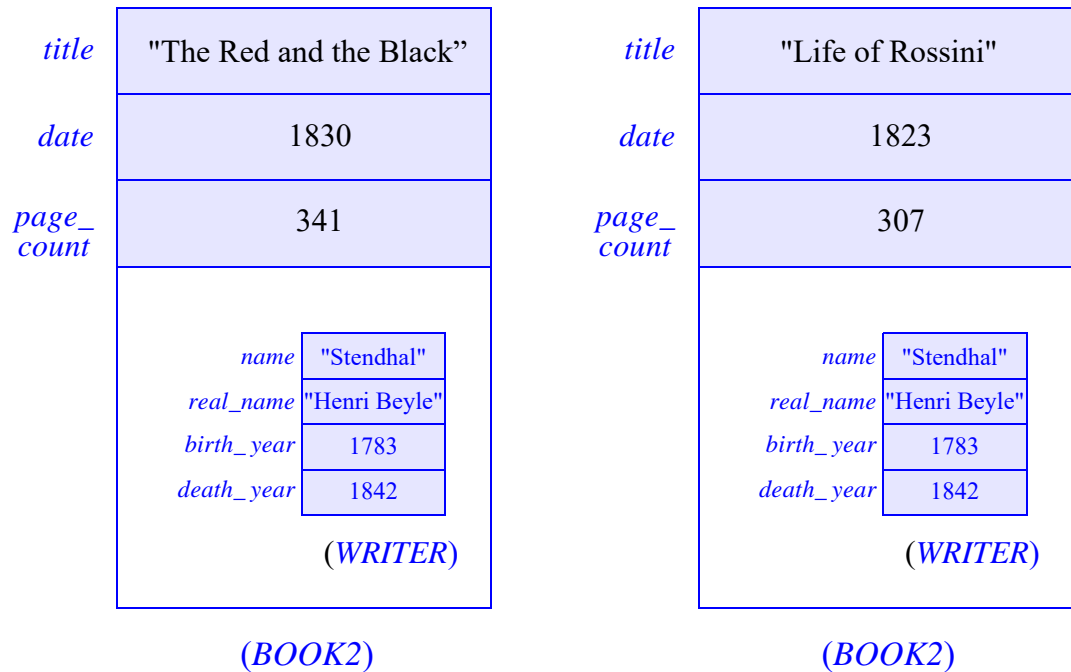 title "The Red and the Black”
date 1830
page_
count 341
name "Stendhal"
real_name "Henri Beyle"
birth_year 1783
death_year 1842
(WRITER)
(BOOK2)
title "Life of Rossini"
date 1823
page_
count 307
name "Stendhal"
real_name "Henri Beyle"
birth_year 1783
death_year 1842
(WRITER)
(BOOK2)